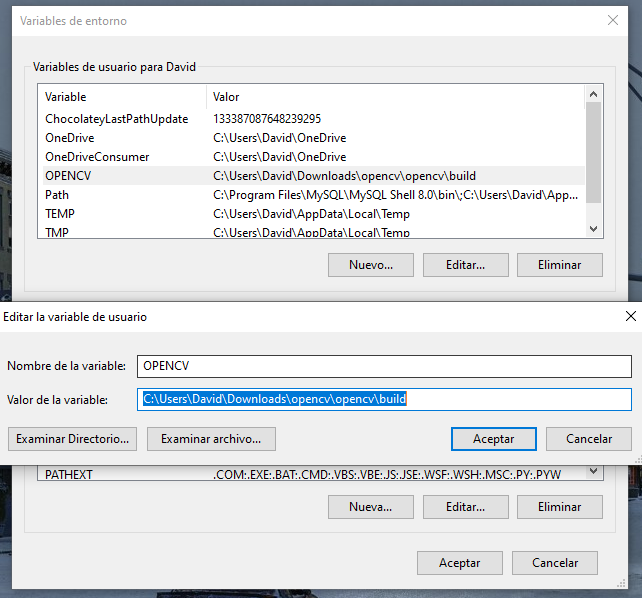 Variables de entorno
Variables de usuario para David
Variable Valor
ChocolateyLastPathUpdate 133387087648239295
OneDrive C:\Users\David\OneDrive
OneDriveConsumer C:\Users\David\OneDrive
OPENCV C:\Users\David\Downloads\opencv\opencv\build
Path C:\Program Files\MySQL\MySQL Shell 8.0\bin\;C:\Users\David\App...
TEMP C:\Users\David\AppData\Local\Temp
TMP C:\Users\David\AppData\Local\Temp
Nuevo... Editar... Eliminar
Editar la variable de usuario
Nombre de la variable: OPENCV
Valor de la variable: C:\Users\David\Downloads\opencv\opencv\build
Examinar Directorio... Examinar archivo... Aceptar Cancelar
PATHEXT .COM;.EXE;.BAT;.CMD;.VBS;.VBE;.JS;.JSE;.WSF;.WSH;.MSC;.PY;.PYW
Nueva... Editar... Eliminar
Aceptar Cancelar